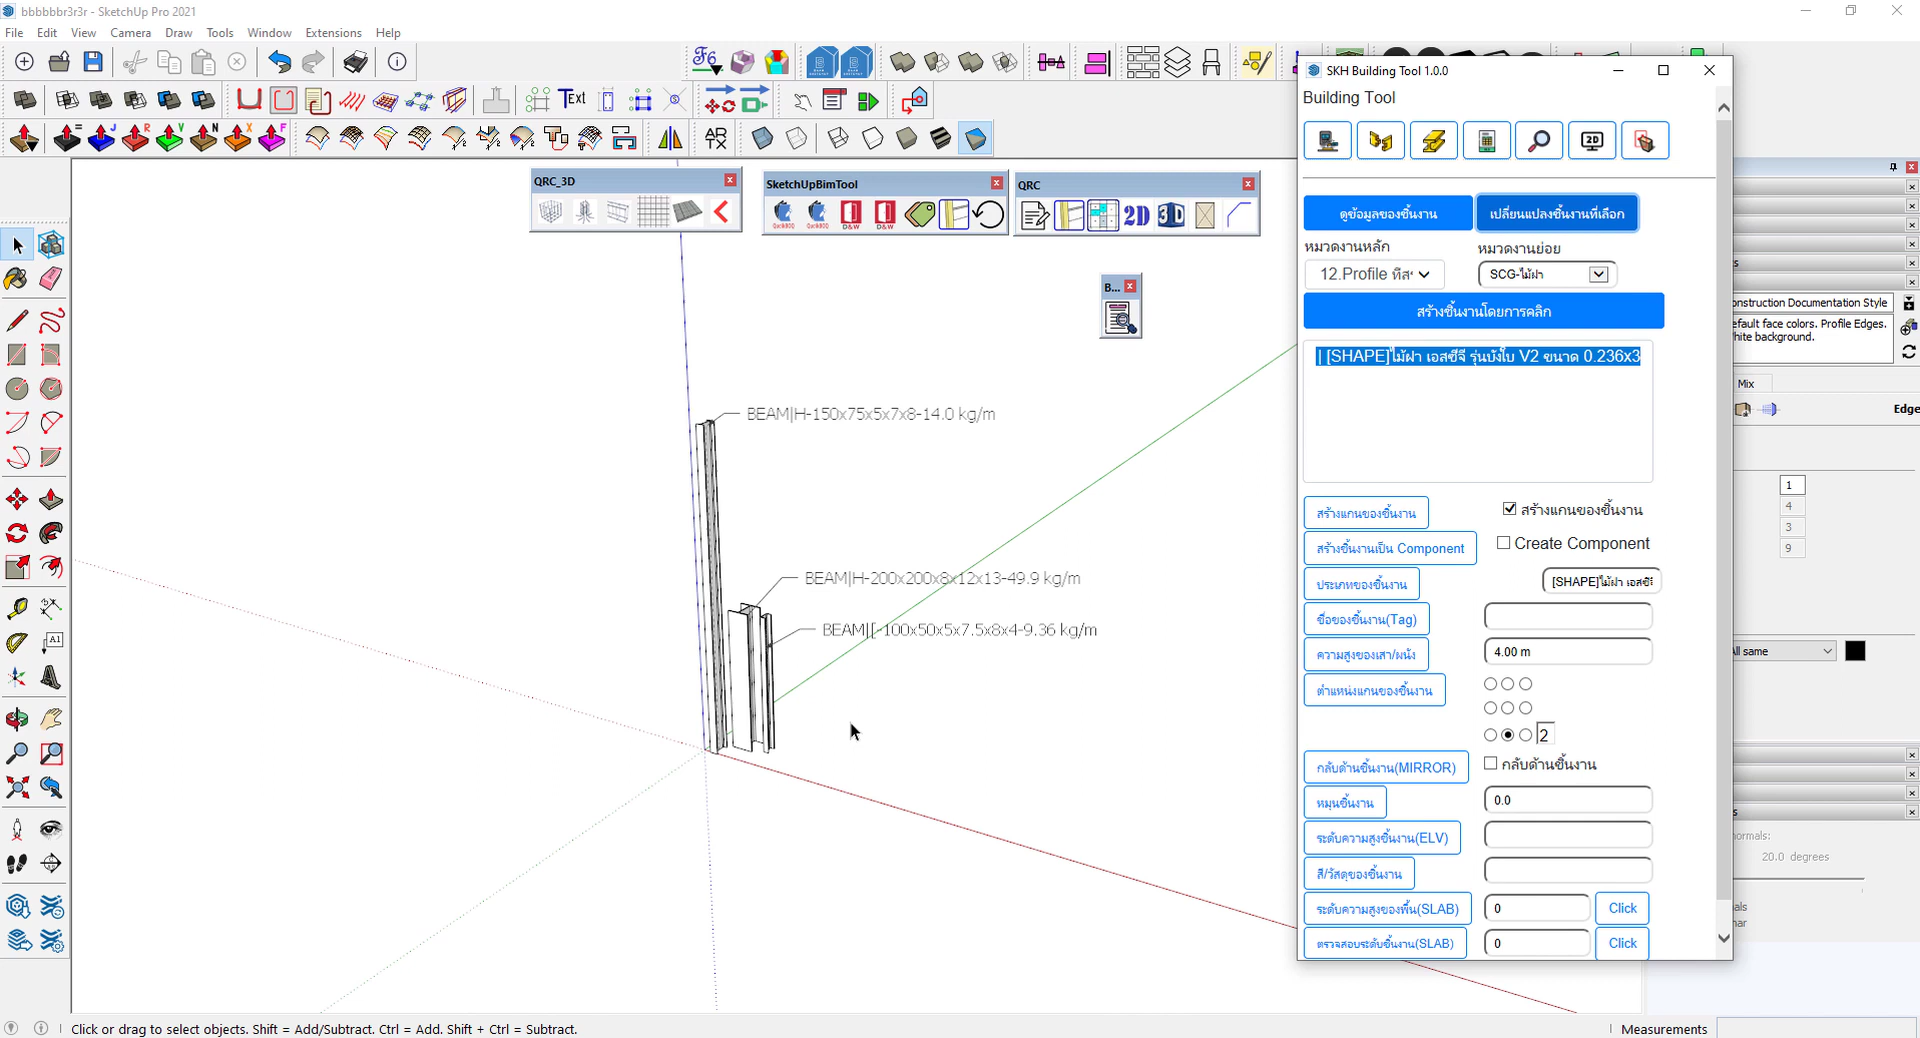 bbbbbbr3r3r - SketchUp Pro 2021
File Edit View Camera Draw Tools Window Extensions Help
Text
AR
TX
QRC_3D
SketchUpBimTool
D&W
D&W
QRC
2D
3D
B...
BEAM|H-150x75x5x7x8-14.0 kg/m
BEAM|H-200x200x8x12x13-49.9 kg/m
BEAM|[-100x50x5x7.5x8x4-9.36 kg/m
A1
SKH Building Tool 1.0.0
Building Tool
2D
ดูข้อมูลของชิ้นงาน
เปลี่ยนแปลงชิ้นงานที่เลือก
หมวดงานหลัก
หมวดงานย่อย
SCG-ไม้ฝา
สร้างชิ้นงานโดยการคลิก
| [SHAPE]ไม้ฝา เอสซีจี รุ่นบังใบ V2 ขนาด 0.236x3
สร้างแกนของชิ้นงาน
สร้างแกนของชิ้นงาน
สร้างชิ้นงานเป็น Component
Create Component
ประเภทของชิ้นงาน
[SHAPE]ไม้ฝา เอสซีจี
ชื่อของชิ้นงาน(Tag)
ความสูงของเสา/ผนัง
4.00 m
ตำแหน่งแกนของชิ้นงาน
2
กลับด้านชิ้นงาน(MIRROR)
กลับด้านชิ้นงาน
หมุนชิ้นงาน
0.0
ระดับความสูงชิ้นงาน(ELV)
สี/วัสดุของชิ้นงาน
ระดับความสูงของพื้น(SLAB)
0
Click
ตรวจสอบระดับชิ้นงาน(SLAB)
0
Click
onstruction Documentation Style
efault face colors. Profile Edges.
hite background.
Mix
Edge
1
4
3
9
All same
ormals:
20.0 degrees
als
nar
Click or drag to select objects. Shift = Add/Subtract. Ctrl = Add. Shift + Ctrl = Subtract.
Measurements